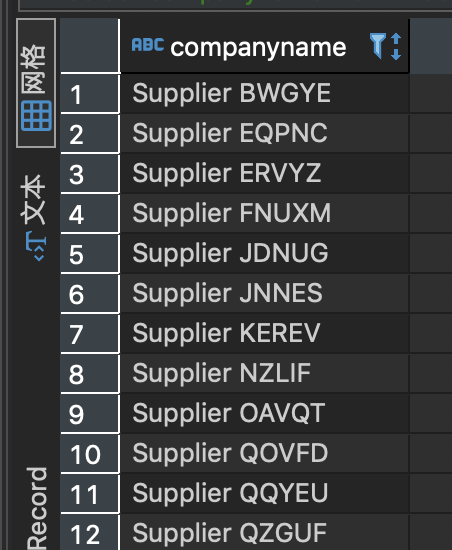 网格
文本
Record
ABC companyname
1 Supplier BWGYE
2 Supplier EQPNC
3 Supplier ERVYZ
4 Supplier FNUXM
5 Supplier JDNUG
6 Supplier JNNES
7 Supplier KEREV
8 Supplier NZLIF
9 Supplier OAVQT
10 Supplier QOVFD
11 Supplier QQYEU
12 Supplier QZGUF